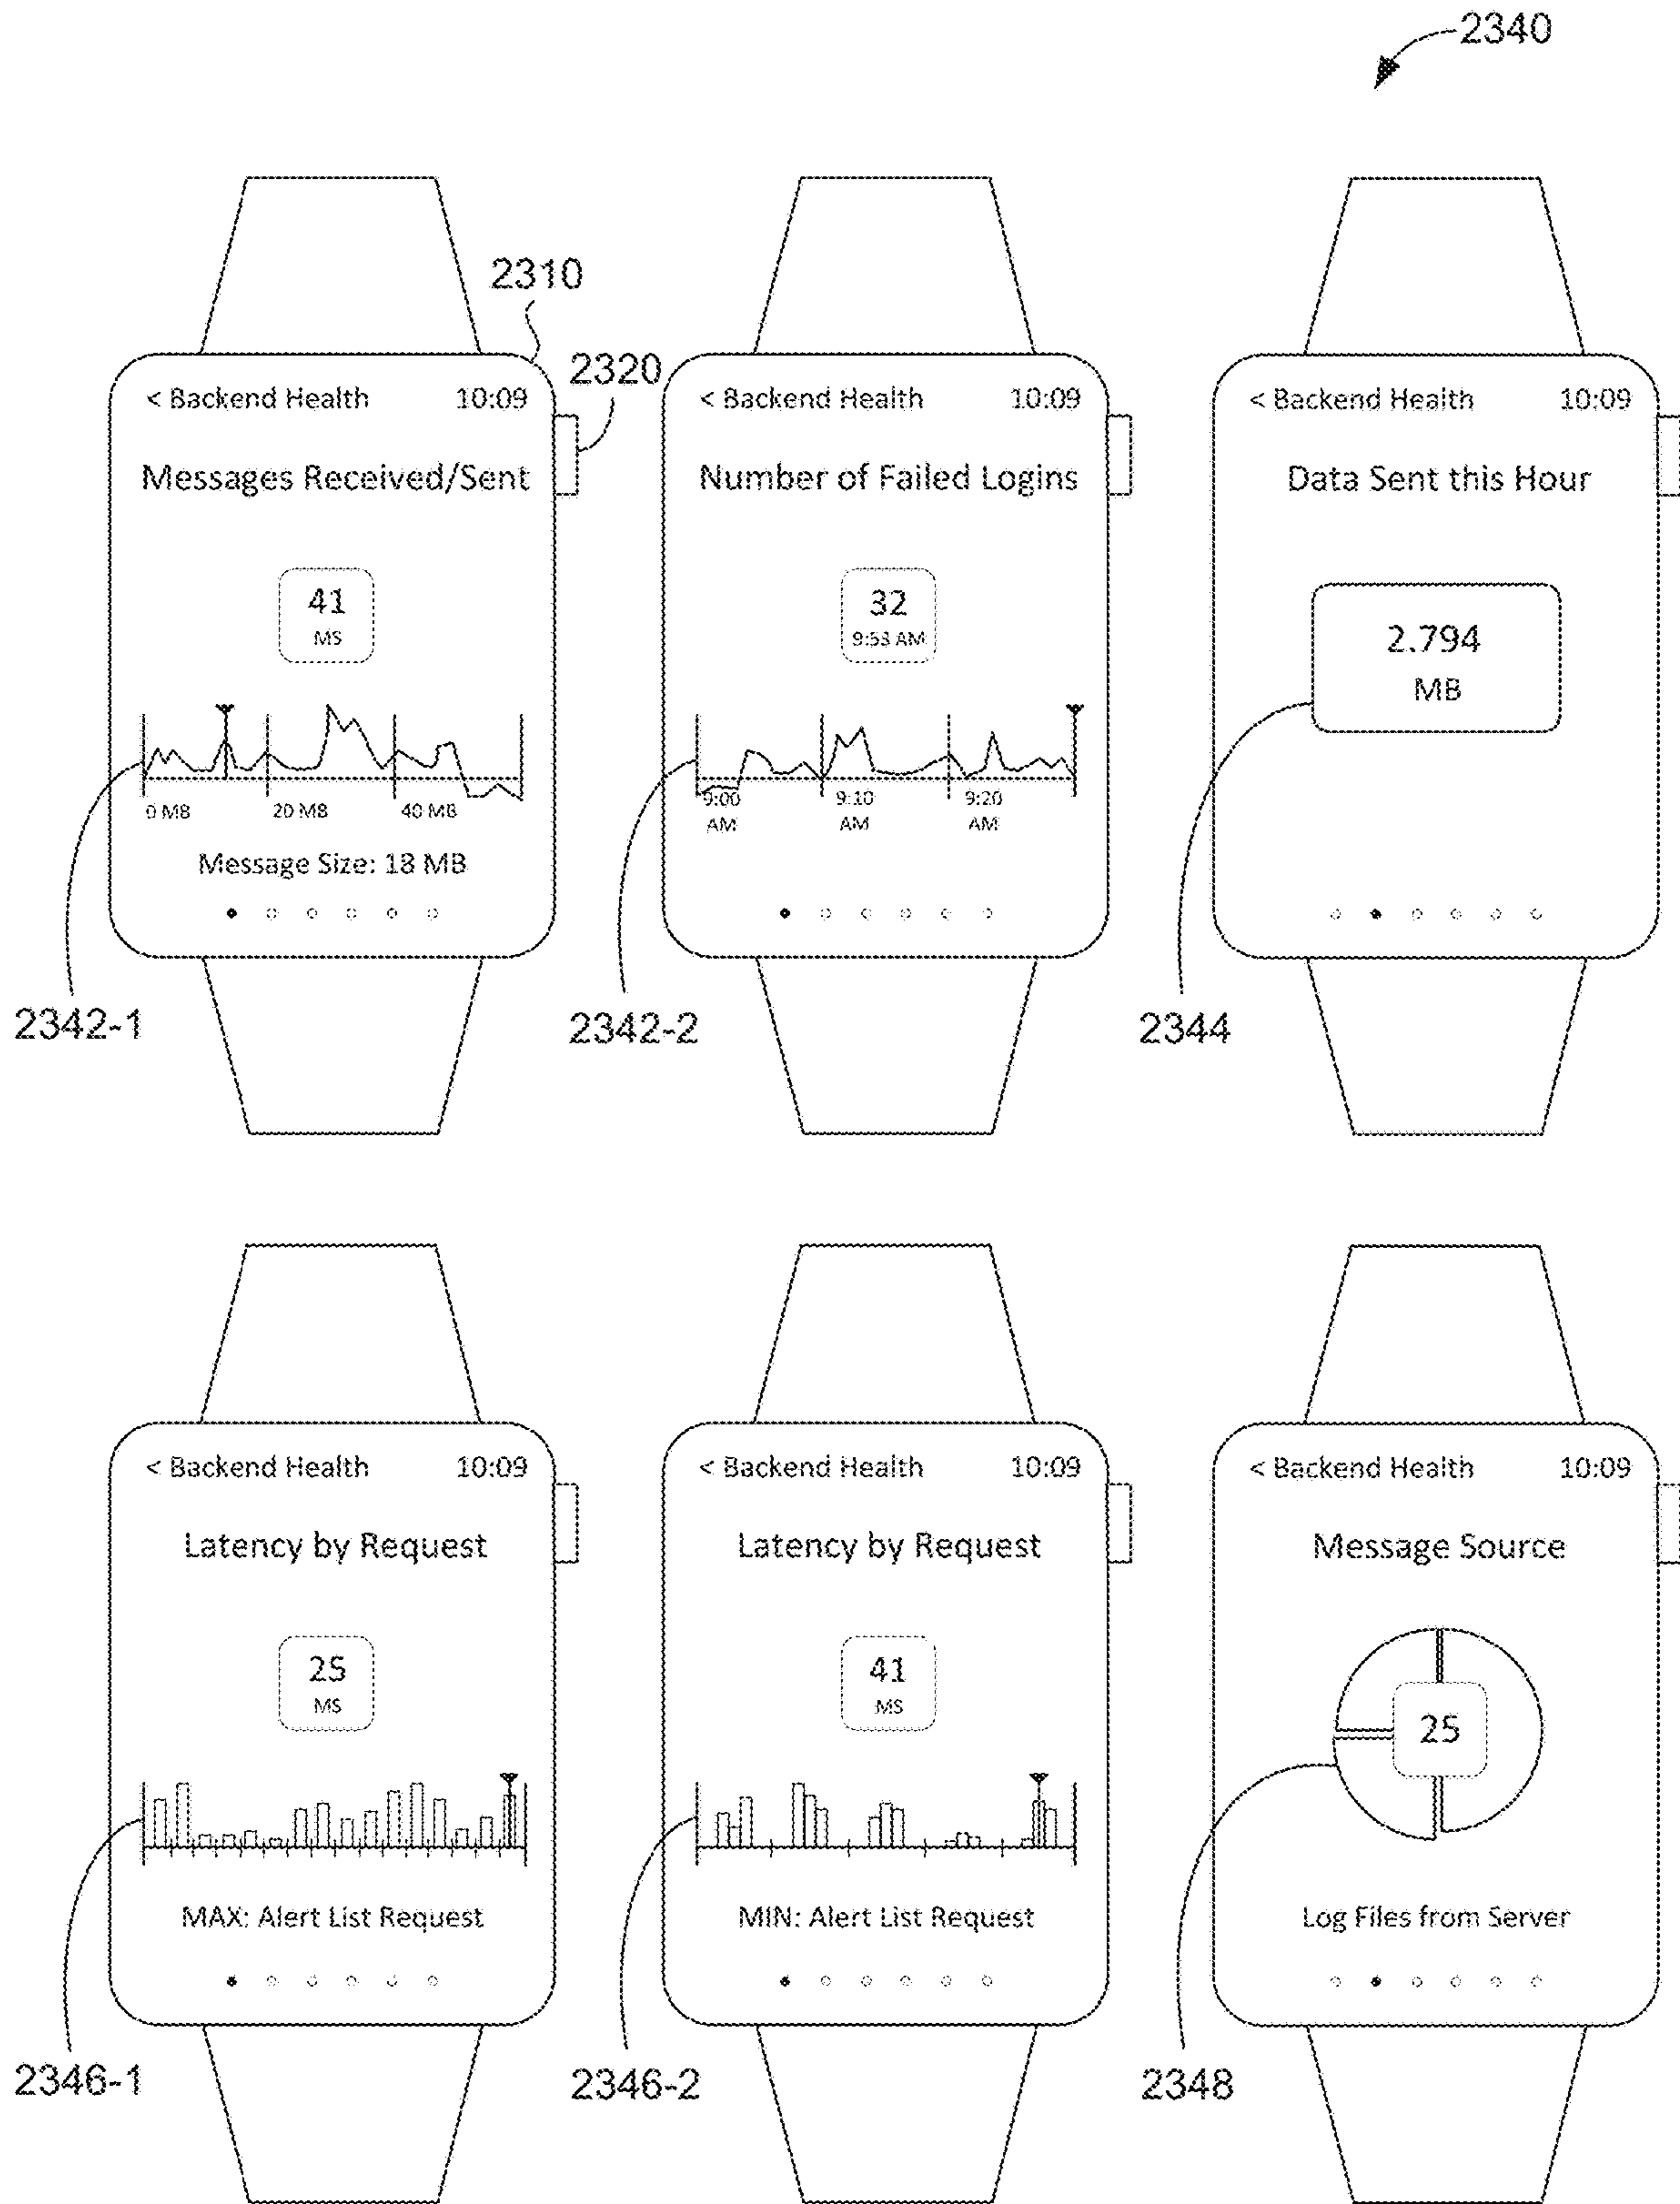 2340
2310
2320
< Backend Health 10:09
Messages Received/Sent
41
MS
0 MB 20 MB 40 MB
Message Size: 18 MB
2342-1
< Backend Health 10:09
Number of Failed Logins
32
9:53 AM
9:00 AM 9:10 AM 9:20 AM
2342-2
< Backend Health 10:09
Data Sent this Hour
2.794
MB
2344
< Backend Health 10:09
Latency by Request
25
MS
MAX: Alert List Request
2346-1
< Backend Health 10:09
Latency by Request
41
MS
MIN: Alert List Request
2346-2
< Backend Health 10:09
Message Source
25
Log Files from Server
2348